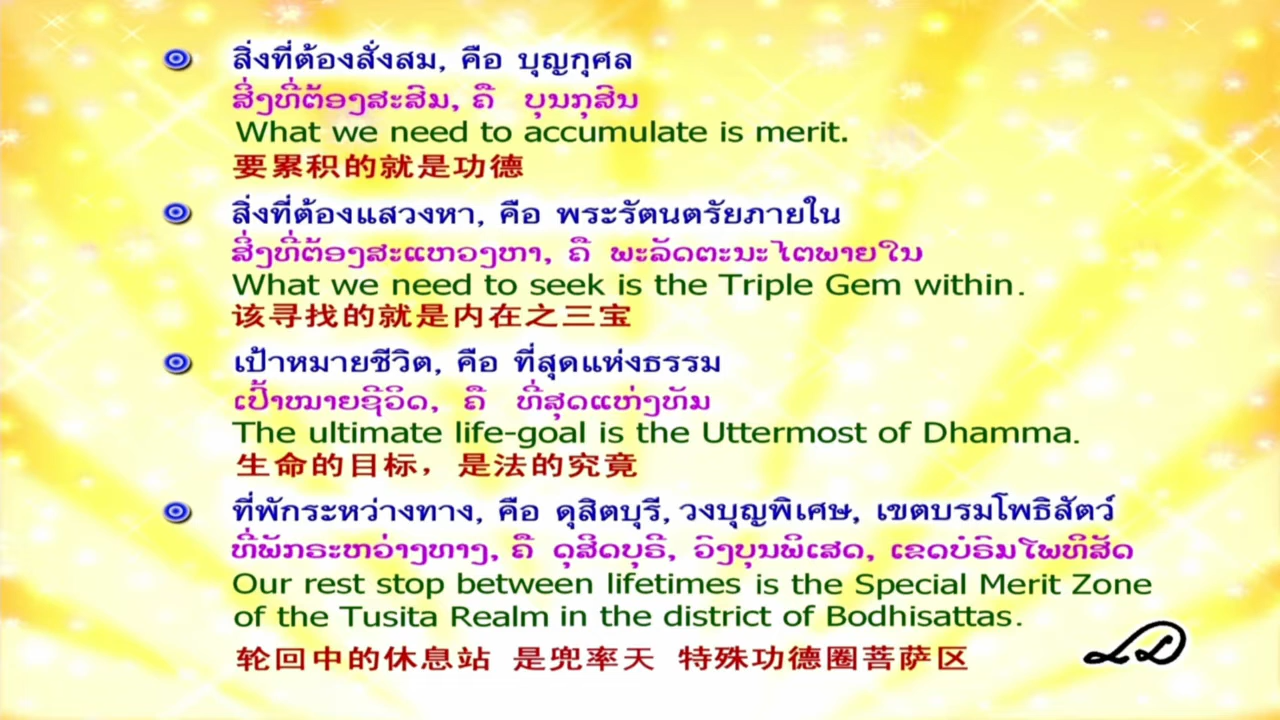 สิ่งที่ต้องสั่งสม, คือ บุญกุศล
ສິ່ງທີ່ຕ້ອງສະສົມ, ຄື ບຸນກຸສົນ
What we need to accumulate is merit.
要累积的就是功德
สิ่งที่ต้องแสวงหา, คือ พระรัตนตรัยภายใน
ສິ່ງທີ່ຕ້ອງສະແຫວງຫາ, ຄື ພະລັດຕະນະໄຕພາຍໃນ
What we need to seek is the Triple Gem within.
该寻找的就是内在之三宝
เป้าหมายชีวิต, คือ ที่สุดแห่งธรรม
ເປົ້າໝາຍຊີວິດ, ຄື ທີ່ສຸດແຫ່ງທັມ
The ultimate life-goal is the Uttermost of Dhamma.
生命的目标，是法的究竟
ที่พักระหว่างทาง, คือ ดุสิตบุรี, วงบุญพิเศษ, เขตบรมโพธิสัตว์
ທີ່ພັກຣະຫວ່າງທາງ, ຄື ດຸສິດບຸຣີ, ວົງບຸນພິເສດ, ເຂດບໍຣົມໂພທິສັດ
Our rest stop between lifetimes is the Special Merit Zone
of the Tusita Realm in the district of Bodhisattas.
轮回中的休息站 是兜率天 特殊功德圈菩萨区